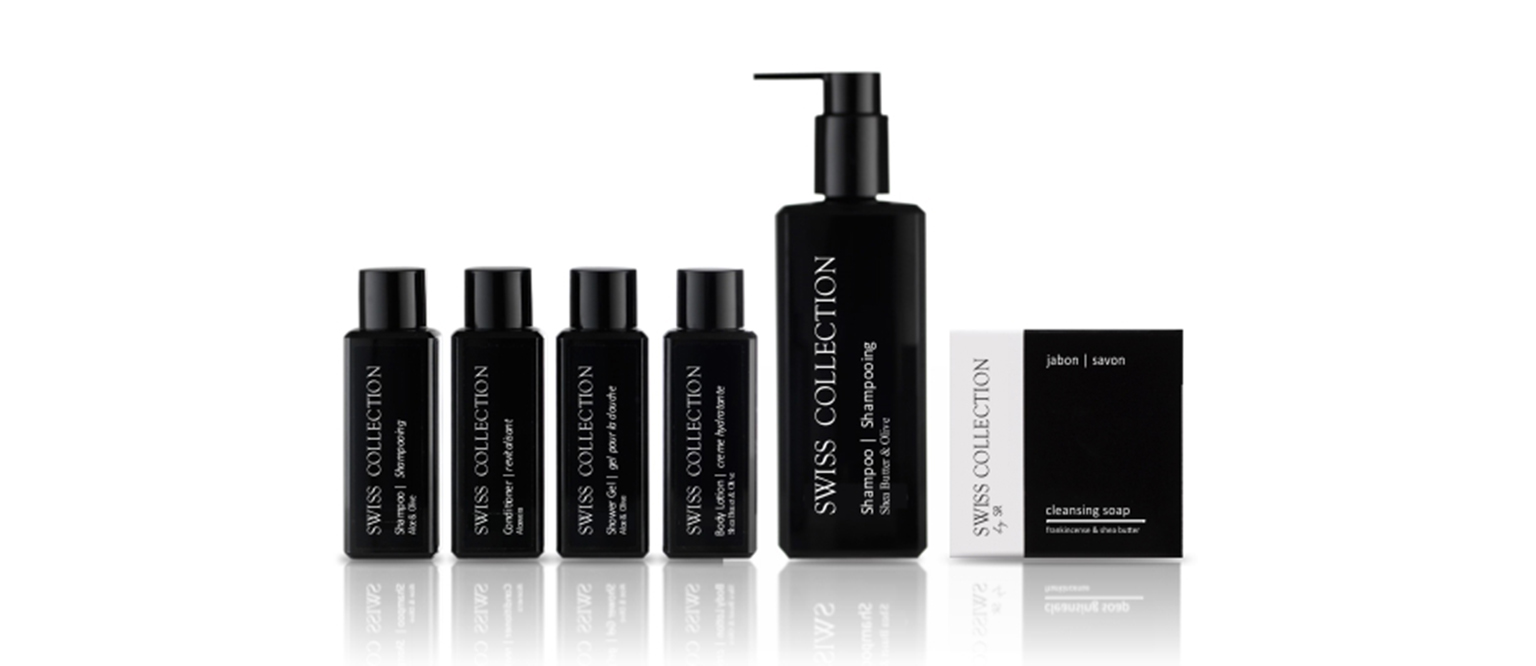 SWISS COLLECTION
Shampoo | Shampooing
Aloe & Olive
SWISS COLLECTION
Conditioner | revitalisant
Aloevera
SWISS COLLECTION
Shower Gel | gel pour la douche
Aloe & Olive
SWISS COLLECTION
Body Lotion | creme hydratante
SWISS COLLECTION
Shampoo | Shampooing
Shea Butter & Olive
SWISS COLLECTION
by SR
jabon | savon
cleansing soap
frankincense & shea butter